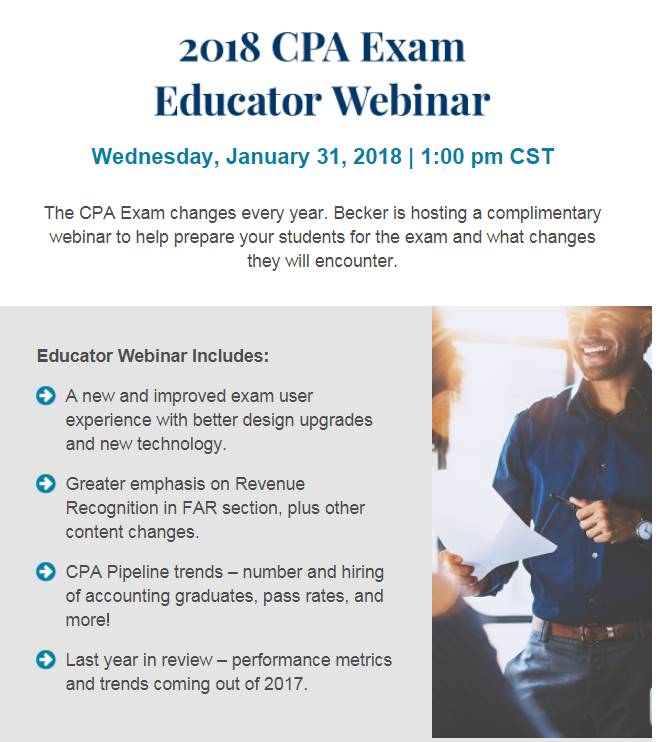 2018 CPA Exam
Educator Webinar
Wednesday, January 31, 2018 | 1:00 pm CST
The CPA Exam changes every year. Becker is hosting a complimentary
webinar to help prepare your students for the exam and what changes
they will encounter.
Educator Webinar Includes:
A new and improved exam user
experience with better design upgrades
and new technology.
Greater emphasis on Revenue
Recognition in FAR section, plus other
content changes.
CPA Pipeline trends – number and hiring
of accounting graduates, pass rates, and
more!
Last year in review – performance metrics
and trends coming out of 2017.